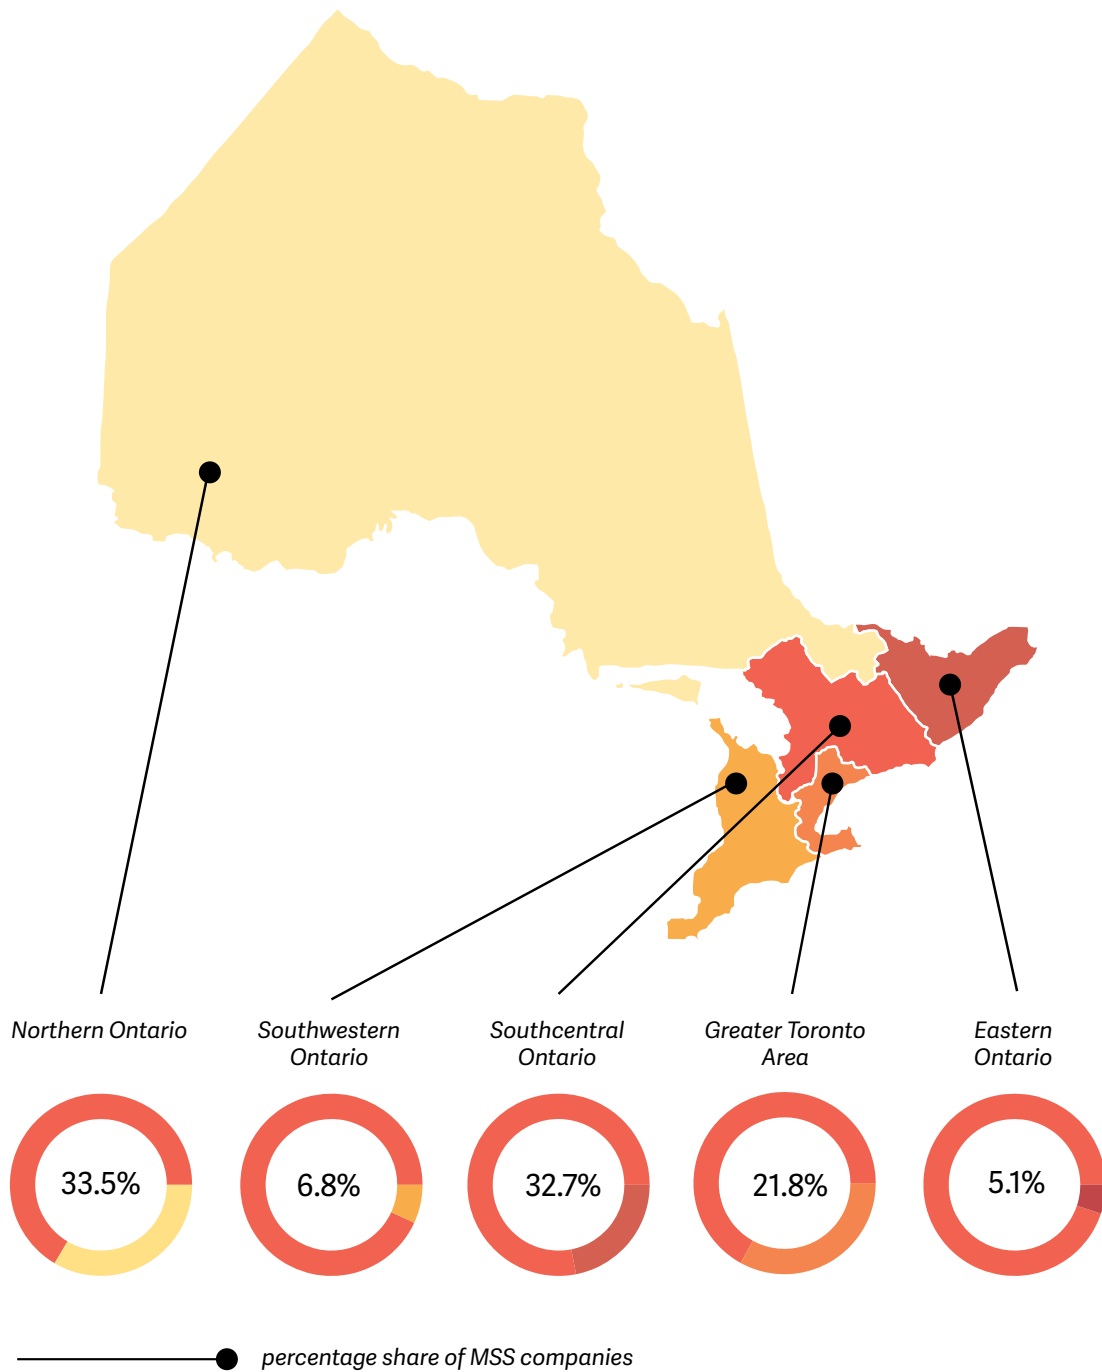 Northern Ontario
Southwestern
Ontario
Southcentral
Ontario
Greater Toronto
Area
Eastern
Ontario
33.5%
6.8%
32.7%
21.8%
5.1%
percentage share of MSS companies